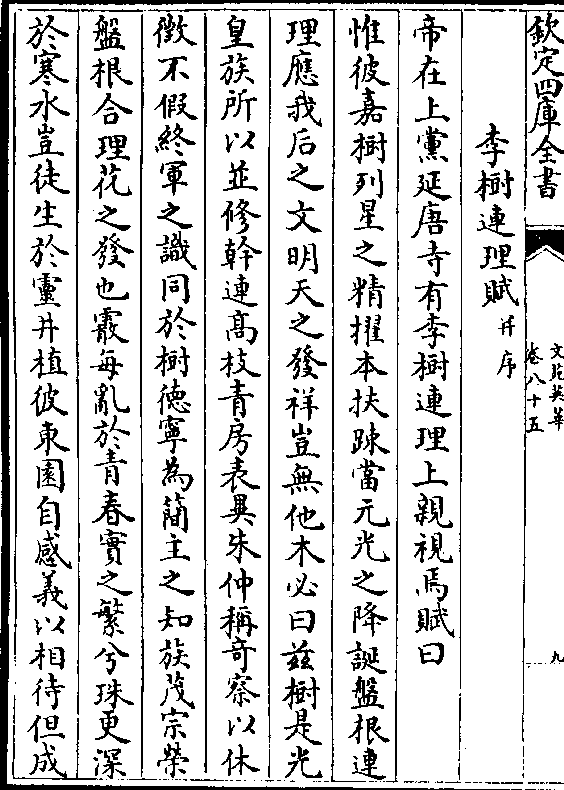 欽定四庫全書
文苑英華
卷八十五
九
李樹連理賦并序
帝在上黨延唐寺有李樹連理上親視焉賦曰
惟彼嘉樹列星之精擢本扶疎當元光之降誕盤根連
理應我后之文明天之發祥豈無他木必曰兹樹是光
皇族所以並修幹連髙枝青房表異朱仲稱奇察以休
徴不假終軍之識同於樹徳寧為簡主之知族茂宗榮
盤根合理花之發也霰每亂於青春實之繁兮珠更深
於寒水豈徒生於靈井植彼東園自感義以相待但成